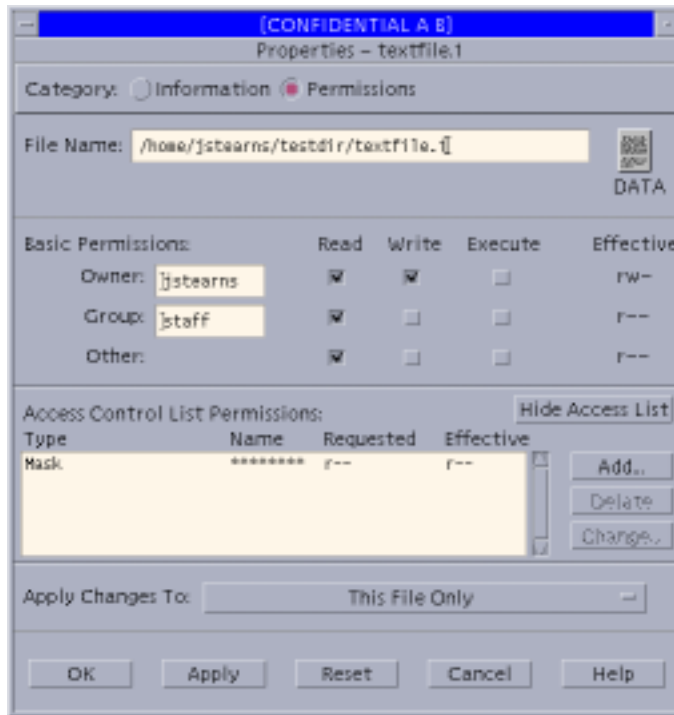 [CONFIDENTIAL A B]
Properties – textfile.1
Category: Information Permissions
File Name: /home/jstearns/testdir/textfile.1
DATA
Basic Permissions: Read Write Execute Effective
Owner: jstearns rw-
Group: staff r--
Other: r--
Access Control List Permissions: Hide Access List
Type Name Requested Effective
Mask ******** r-- r--
Add..
Delete
Change..
Apply Changes To: This File Only
OK Apply Reset Cancel Help